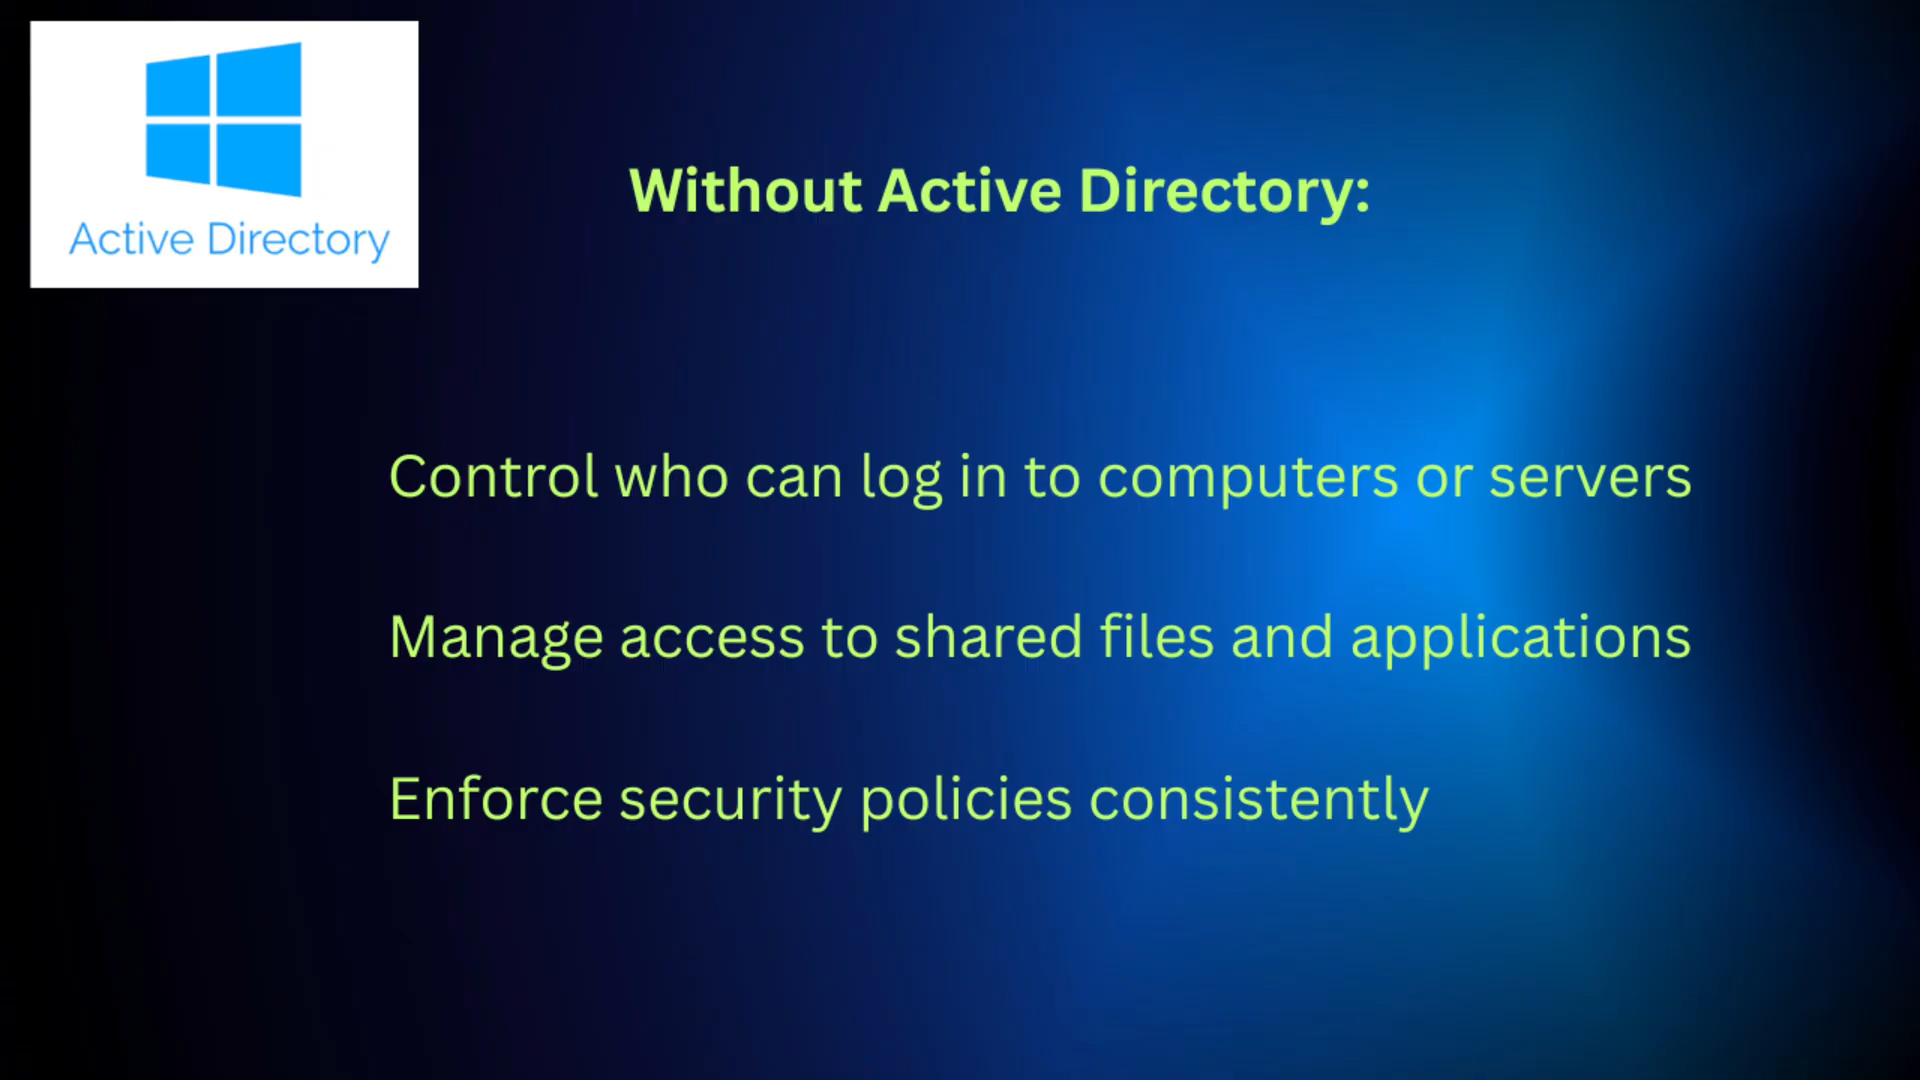 Active Directory
Without Active Directory:
Control who can log in to computers or servers
Manage access to shared files and applications
Enforce security policies consistently